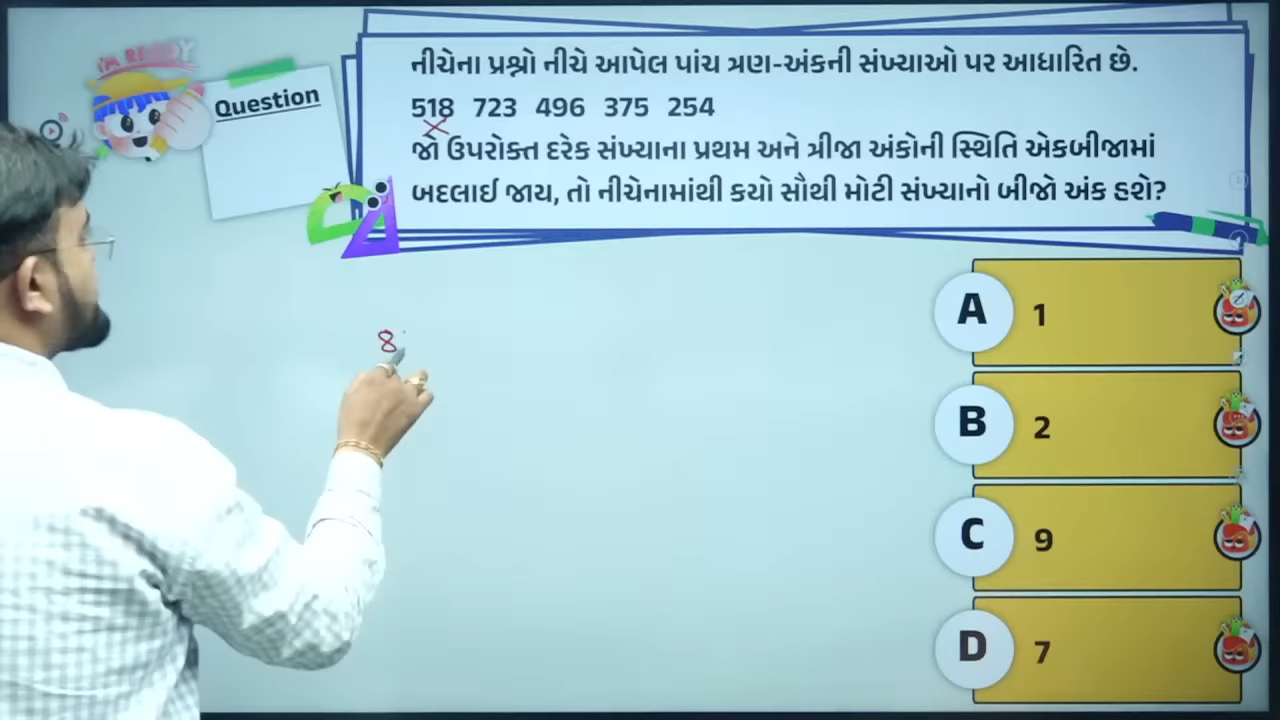 I'M READY
Question
નીચેના પ્રશ્નો નીચે આપેલ પાંચ ત્રણ-અંકની સંખ્યાઓ પર આધારિત છે.
518 723 496 375 254
જો ઉપરોક્ત દરેક સંખ્યાના પ્રથમ અને ત્રીજા અંકોની સ્થિતિ એકબીજામાં
બદલાઈ જાય, તો નીચેનામાંથી કયો સૌથી મોટી સંખ્યાનો બીજો અંક હશે?
8
A 1
B 2
C 9
D 7